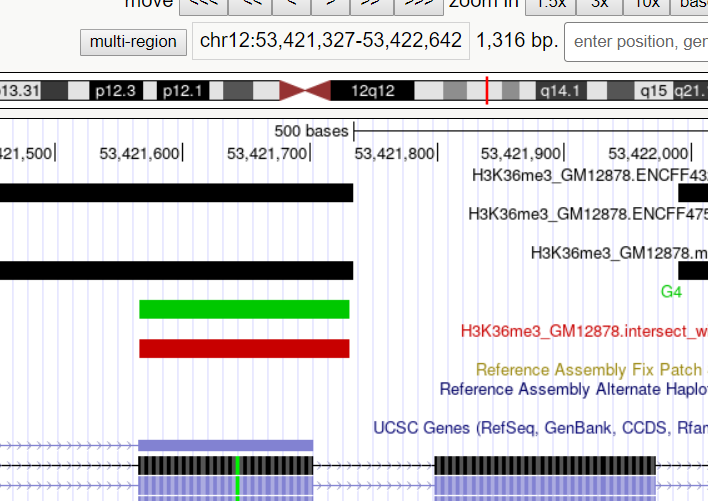 move <<< << < > >> >>> zoom in 1.5x 3x 10x base
multi-region chr12:53,421,327-53,422,642 1,316 bp. enter position, gen
13.31 p12.3 p12.1 12q12 q14.1 q15 q21.
500 bases
421,500 53,421,600 53,421,700 53,421,800 53,421,900 53,422,000
H3K36me3_GM12878.ENCFF43
H3K36me3_GM12878.ENCFF475
H3K36me3_GM12878.m
G4
H3K36me3_GM12878.intersect_w
Reference Assembly Fix Patch
Reference Assembly Alternate Haplo
UCSC Genes (RefSeq, GenBank, CCDS, Rfam